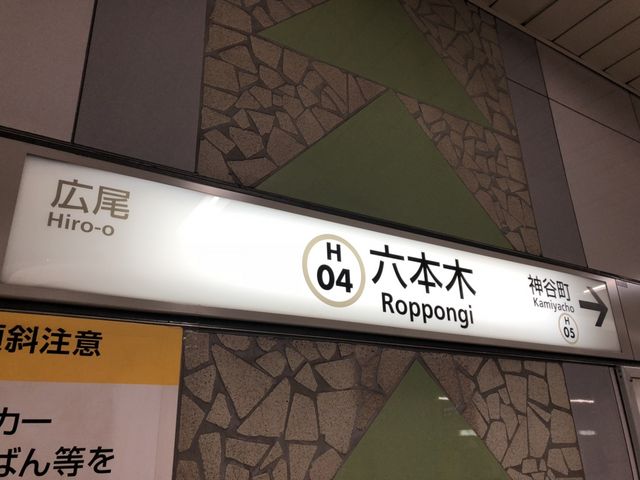 広尾
Hiro-o
H
04
六本木
Roppongi
神谷町
Kamiyacho
H
05
斜注意
カー
ばん等を